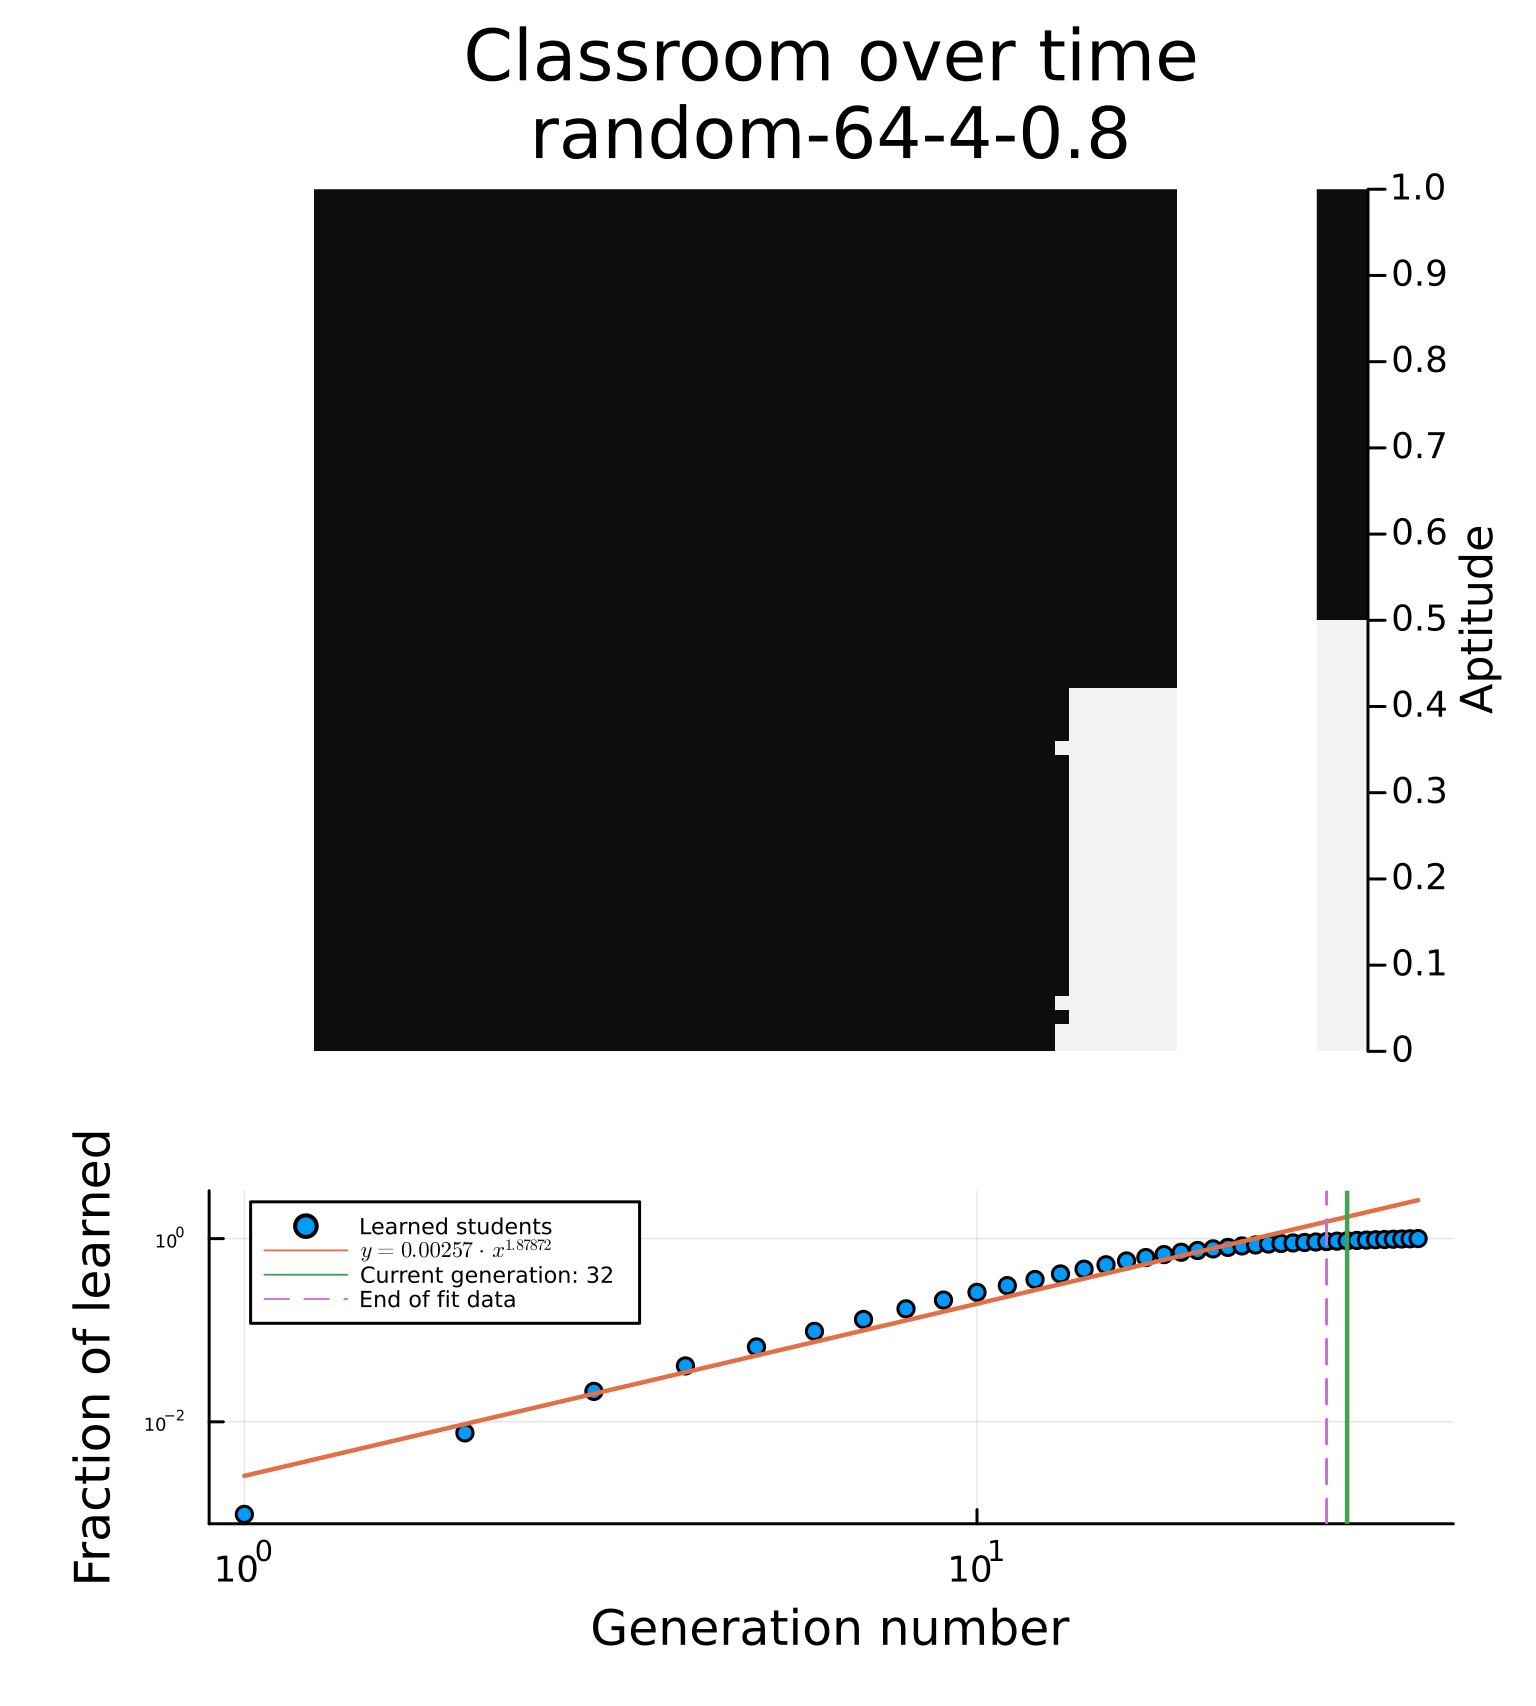 Classroom over time
random-64-4-0.8
1.0
0.9
0.8
0.7
0.6
0.5
0.4
0.3
0.2
0.1
0
Aptitude
Fraction of learned
10^0
10^-2
Learned students
y = 0.00257 · x^1.87872
Current generation: 32
End of fit data
10^0
10^1
Generation number